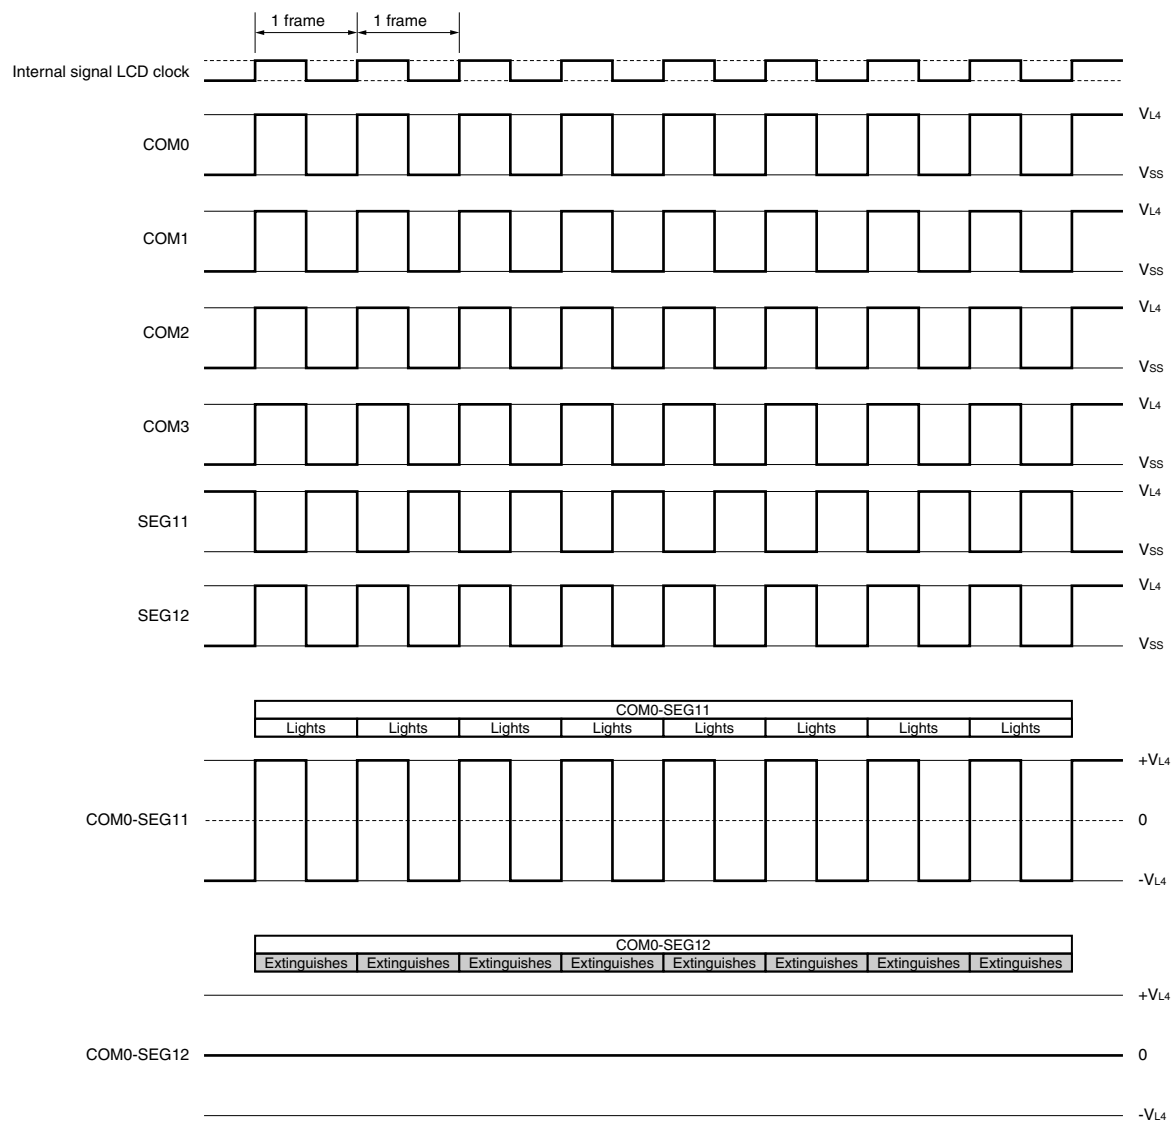 1 frame 1 frame
Internal signal LCD clock
VL4
COM0
VSS
VL4
COM1
VSS
VL4
COM2
VSS
VL4
COM3
VSS
VL4
SEG11
VSS
VL4
SEG12
VSS
COM0-SEG11
Lights Lights Lights Lights Lights Lights Lights Lights
+VL4
COM0-SEG11 0
-VL4
COM0-SEG12
Extinguishes Extinguishes Extinguishes Extinguishes Extinguishes Extinguishes Extinguishes Extinguishes
+VL4
COM0-SEG12 0
-VL4